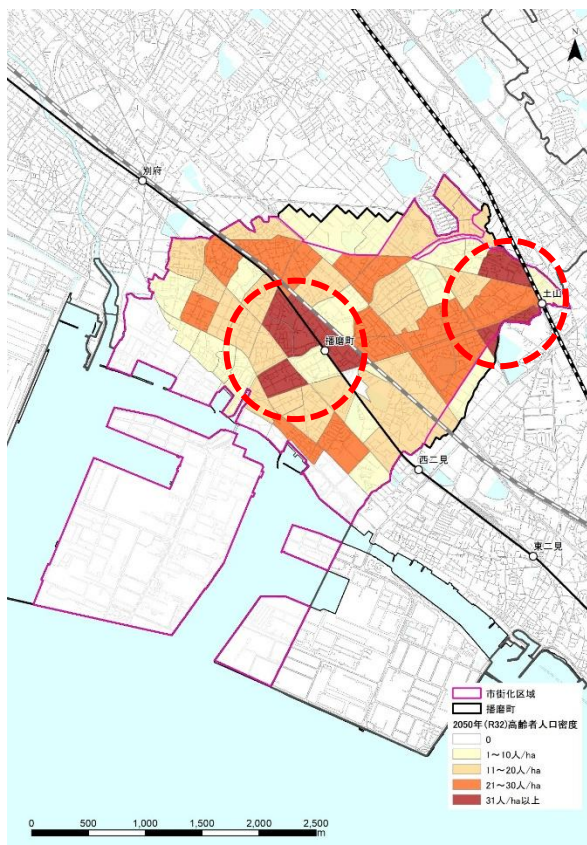 別府
土山
播磨町
西二見
東二見
市街化区域
播磨町
2050年(R32)高齢者人口密度
0
1～10人/ha
11～20人/ha
21～30人/ha
31人/ha以上
0 500 1,000 1,500 2,000 2,500
m